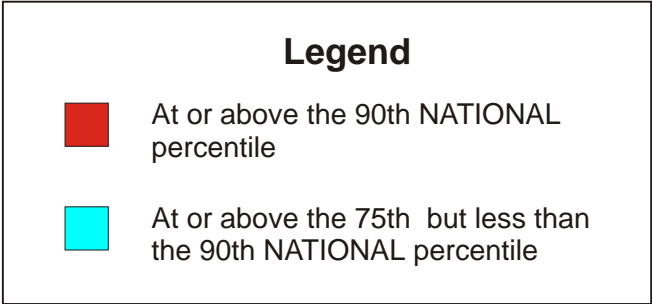 Legend
At or above the 90th NATIONAL
percentile
At or above the 75th  but less than
the 90th NATIONAL percentile